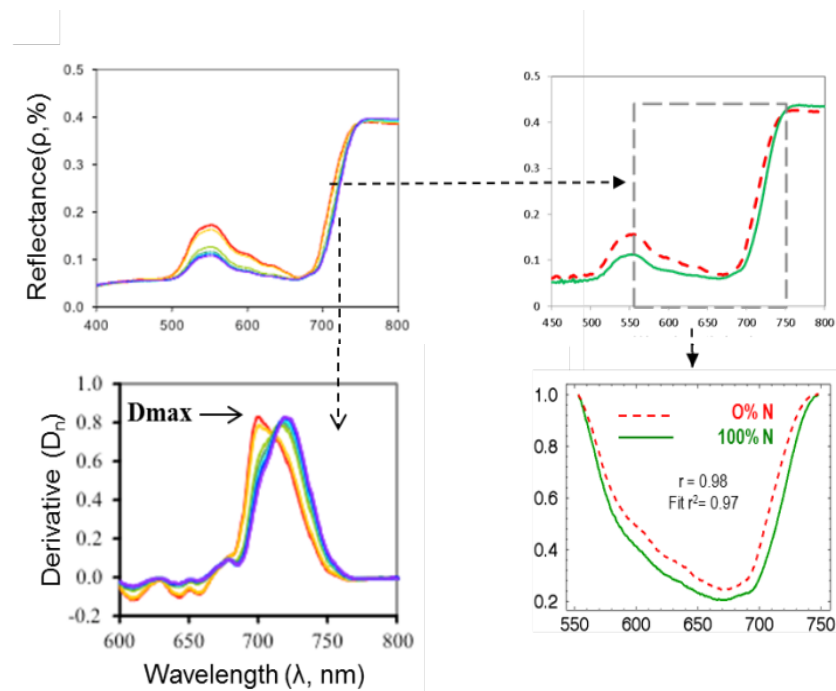 Reflectance(ρ,%)
0.5
0.4
0.3
0.2
0.1
0.0
400 500 600 700 800
0.5
0.4
0.3
0.2
0.1
0
450 500 550 600 650 700 750 800
Derivative (Dn)
1.0
0.8
0.6
0.4
0.2
0.0
-0.2
Dmax
600 650 700 750 800
Wavelength (λ, nm)
1.0
0.8
0.6
0.4
0.2
0% N
100% N
r = 0.98
Fit r²= 0.97
550 600 650 700 750